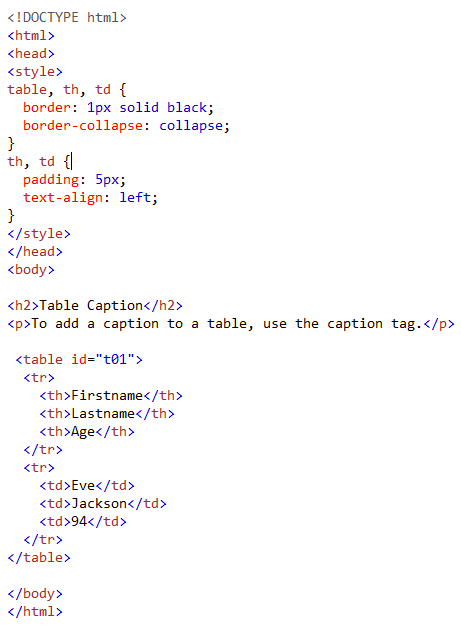 <!DOCTYPE html>
<html>
<head>
<style>
table, th, td {
  border: 1px solid black;
  border-collapse: collapse;
}
th, td {
  padding: 5px;
  text-align: left;
}
</style>
</head>
<body>

<h2>Table Caption</h2>
<p>To add a caption to a table, use the caption tag.</p>

 <table id="t01">
  <tr>
    <th>Firstname</th>
    <th>Lastname</th>
    <th>Age</th>
  </tr>
  <tr>
    <td>Eve</td>
    <td>Jackson</td>
    <td>94</td>
  </tr>
</table>

</body>
</html>